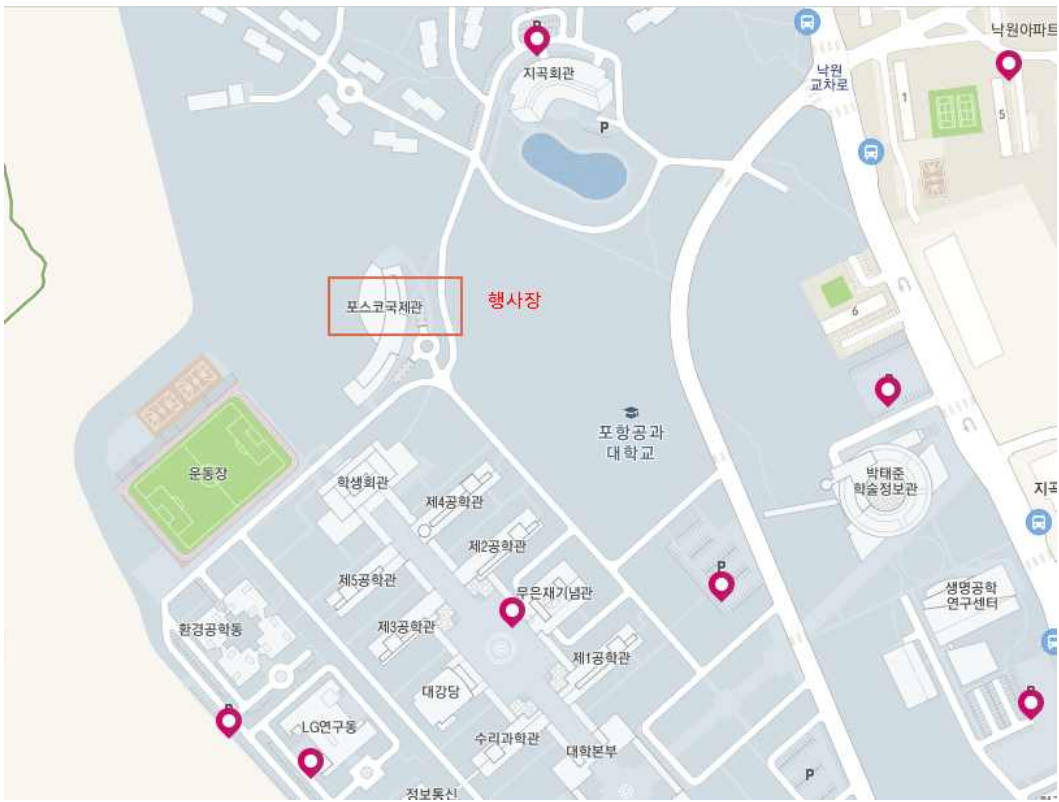 P
지곡회관
P
낙원아파트
낙원
교차로
1
5
포스코국제관
행사장
6
P
포항공과
대학교
운동장
학생회관
제4공학관
박태준
학술정보관
지곡
제2공학관
제5공학관
무은재기념관
P
생명공학
연구센터
환경공학동
제3공학관
제1공학관
대강당
P
P
LG연구동
수리과학관
대학본부
정보통신
P